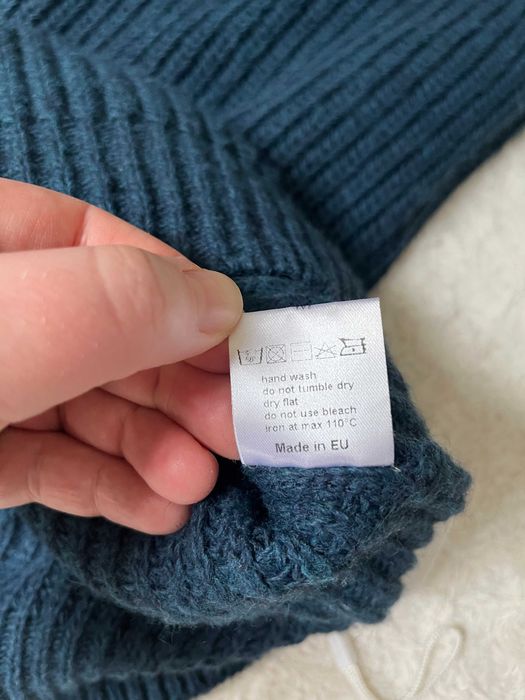 hand wash
do not tumble dry
dry flat
do not use bleach
iron at max 110°C
Made in EU